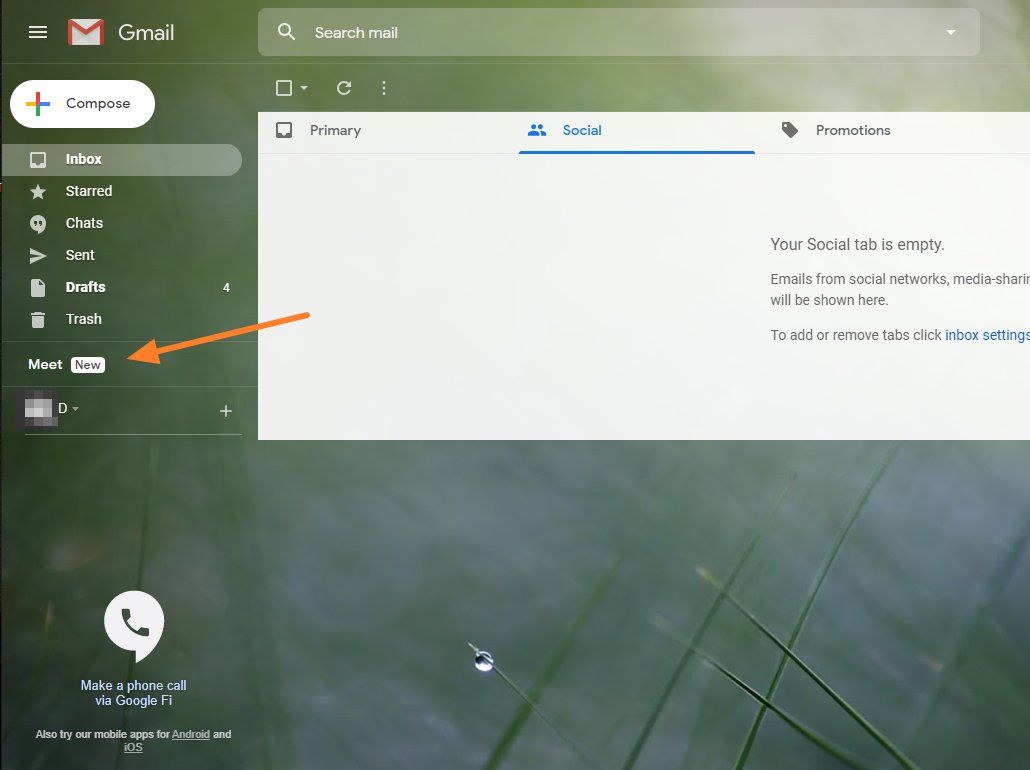 Gmail
Search mail
Compose
Primary
Social
Promotions
Inbox
Starred
Chats
Sent
Drafts 4
Trash
Meet New
D
Your Social tab is empty.
Emails from social networks, media-sharin
will be shown here.
To add or remove tabs click inbox settings
Make a phone call
via Google Fi
Also try our mobile apps for Android and
iOS